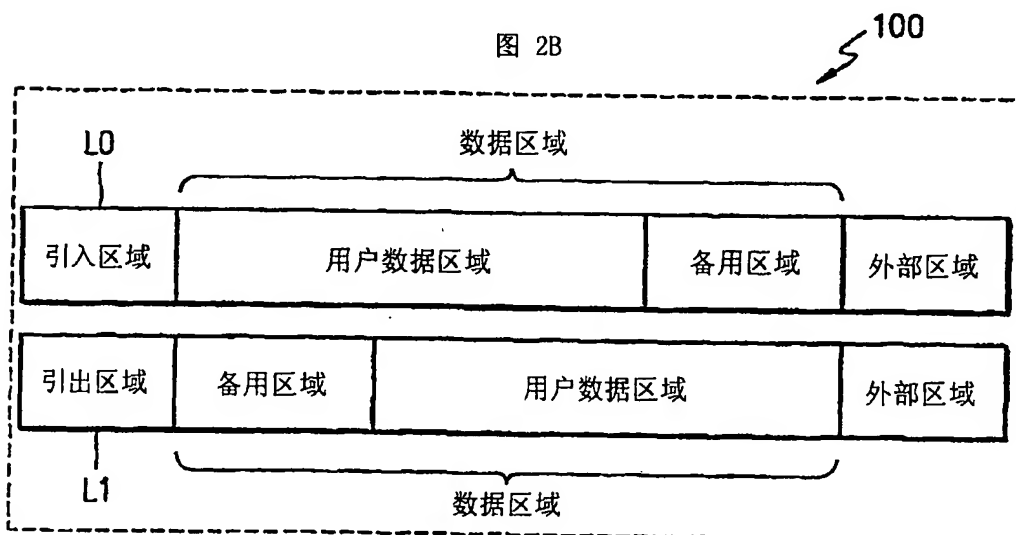 图 2B
100
L0
数据区域
引入区域 用户数据区域 备用区域 外部区域
引出区域 备用区域 用户数据区域 外部区域
L1
数据区域